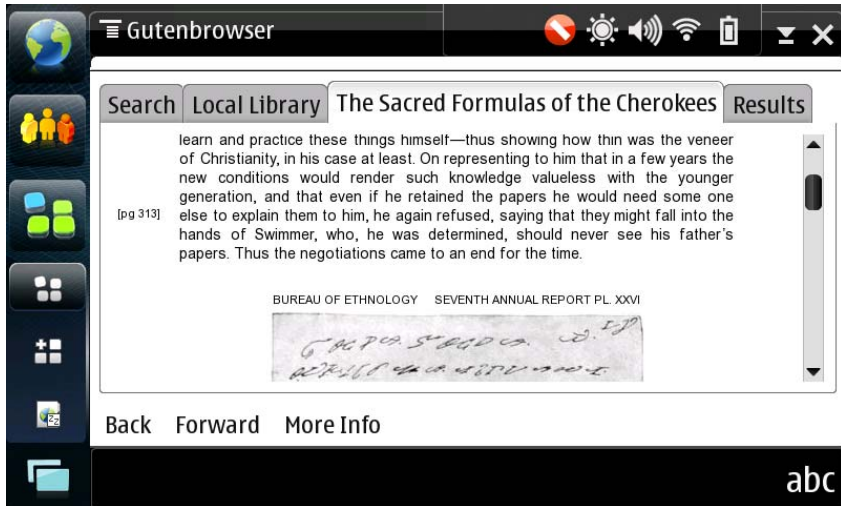 Gutenbrowser
Search Local Library The Sacred Formulas of the Cherokees Results
learn and practice these things himself—thus showing how thin was the veneer
of Christianity, in his case at least. On representing to him that in a few years the
new conditions would render such knowledge valueless with the younger
generation, and that even if he retained the papers he would need some one
[pg 313] else to explain them to him, he again refused, saying that they might fall into the
hands of Swimmer, who, he was determined, should never see his father's
papers. Thus the negotiations came to an end for the time.
BUREAU OF ETHNOLOGY SEVENTH ANNUAL REPORT PL. XXVI
Back Forward More Info
abc